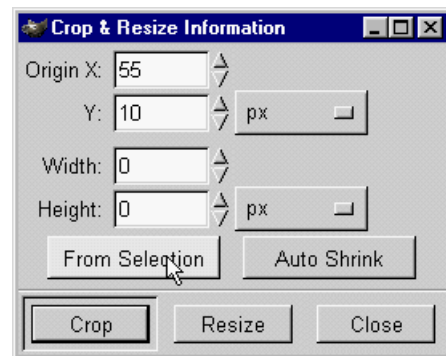 Crop & Resize Information
Origin X: 55
Y: 10 px
Width: 0
Height: 0 px
From Selection Auto Shrink
Crop Resize Close